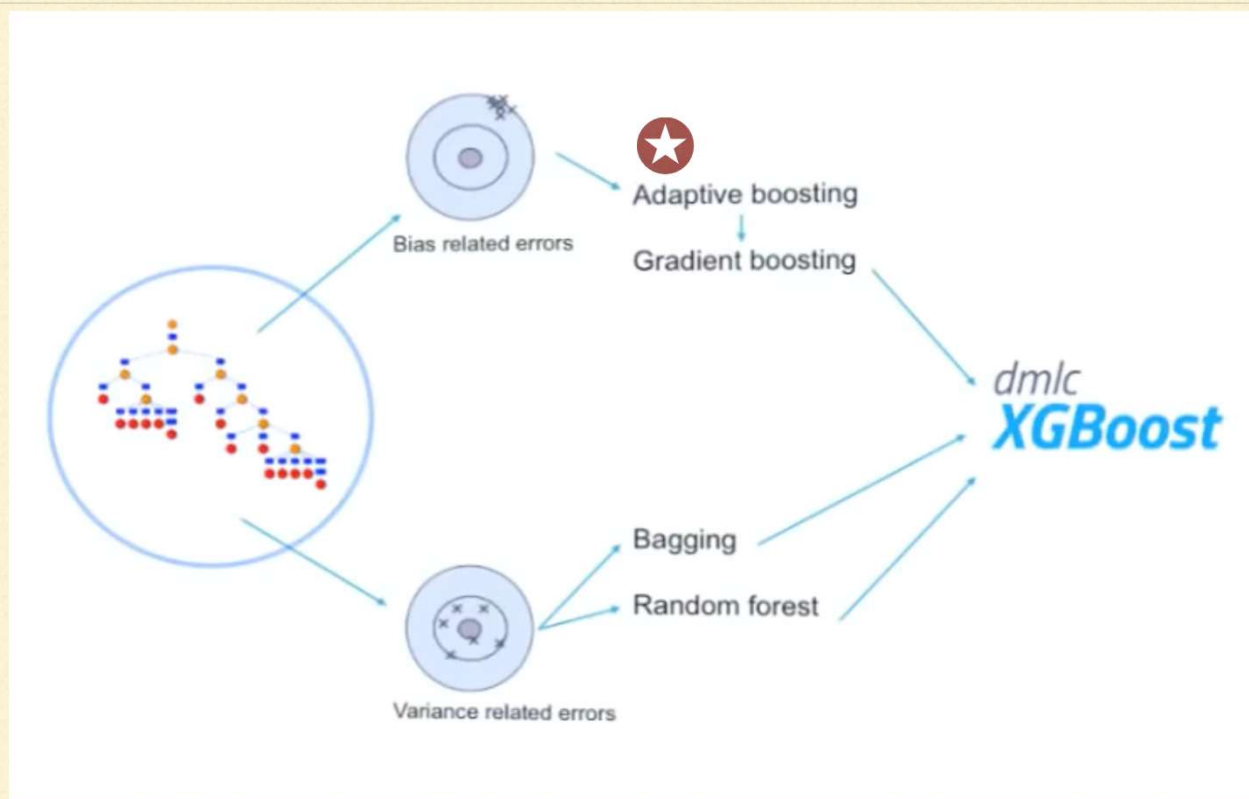 Adaptive boosting
Bias related errors
Gradient boosting
dmlc
XGBoost
Bagging
Random forest
Variance related errors